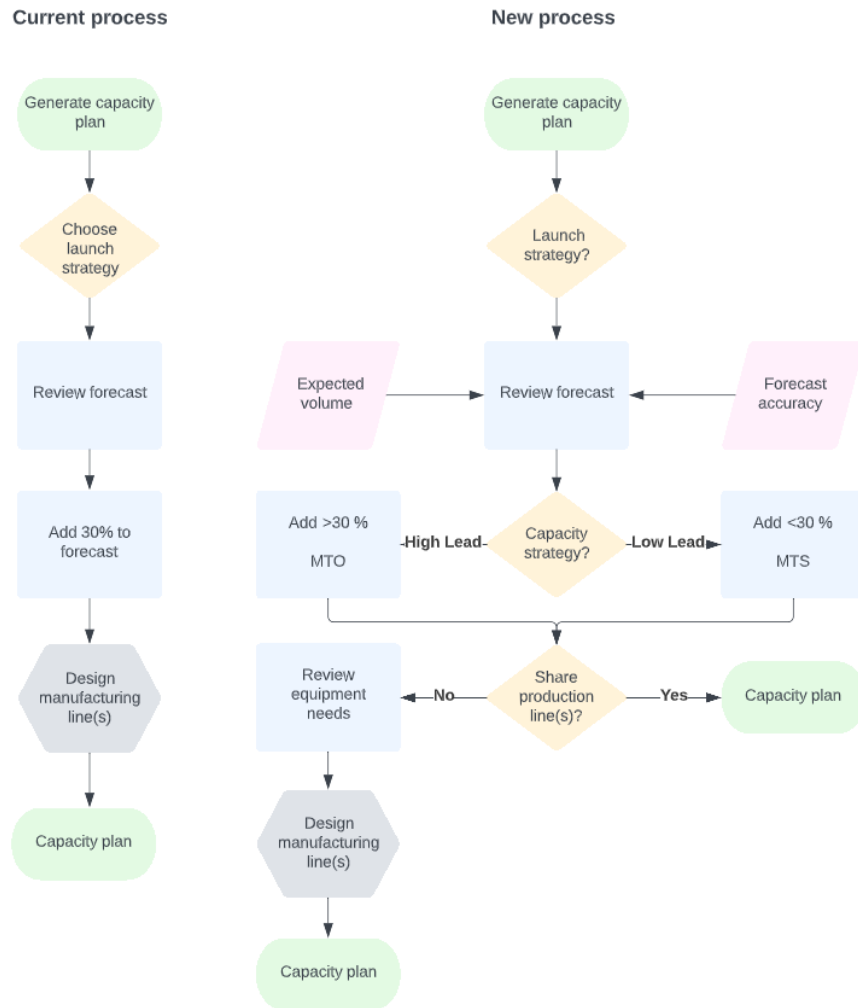 Current process
Generate capacity
plan
Choose
launch
strategy
Review forecast
Add 30% to
forecast
Design
manufacturing
line(s)
Capacity plan
New process
Generate capacity
plan
Launch
strategy?
Expected
volume
Review forecast
Forecast
accuracy
Add >30 %
MTO
High Lead
Capacity
strategy?
Low Lead
Add <30 %
MTS
Review
equipment
needs
No
Share
production
line(s)?
Yes
Capacity plan
Design
manufacturing
line(s)
Capacity plan